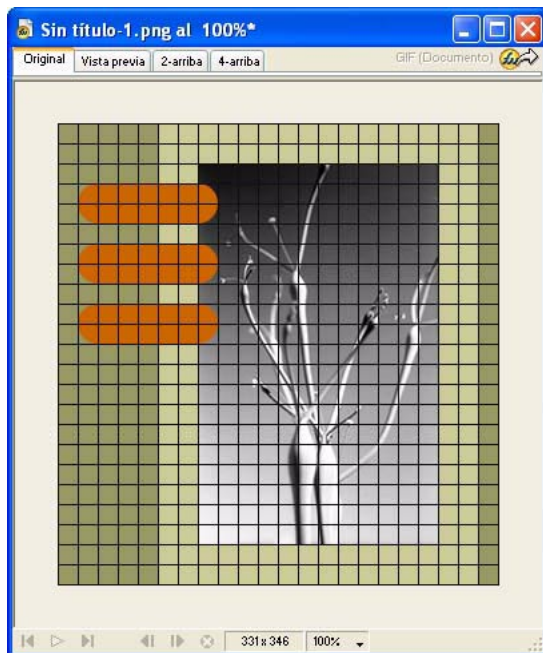 Sin título-1.png al 100%*
Original Vista previa 2-arriba 4-arriba GIF (Documento)
331 x 346 100%